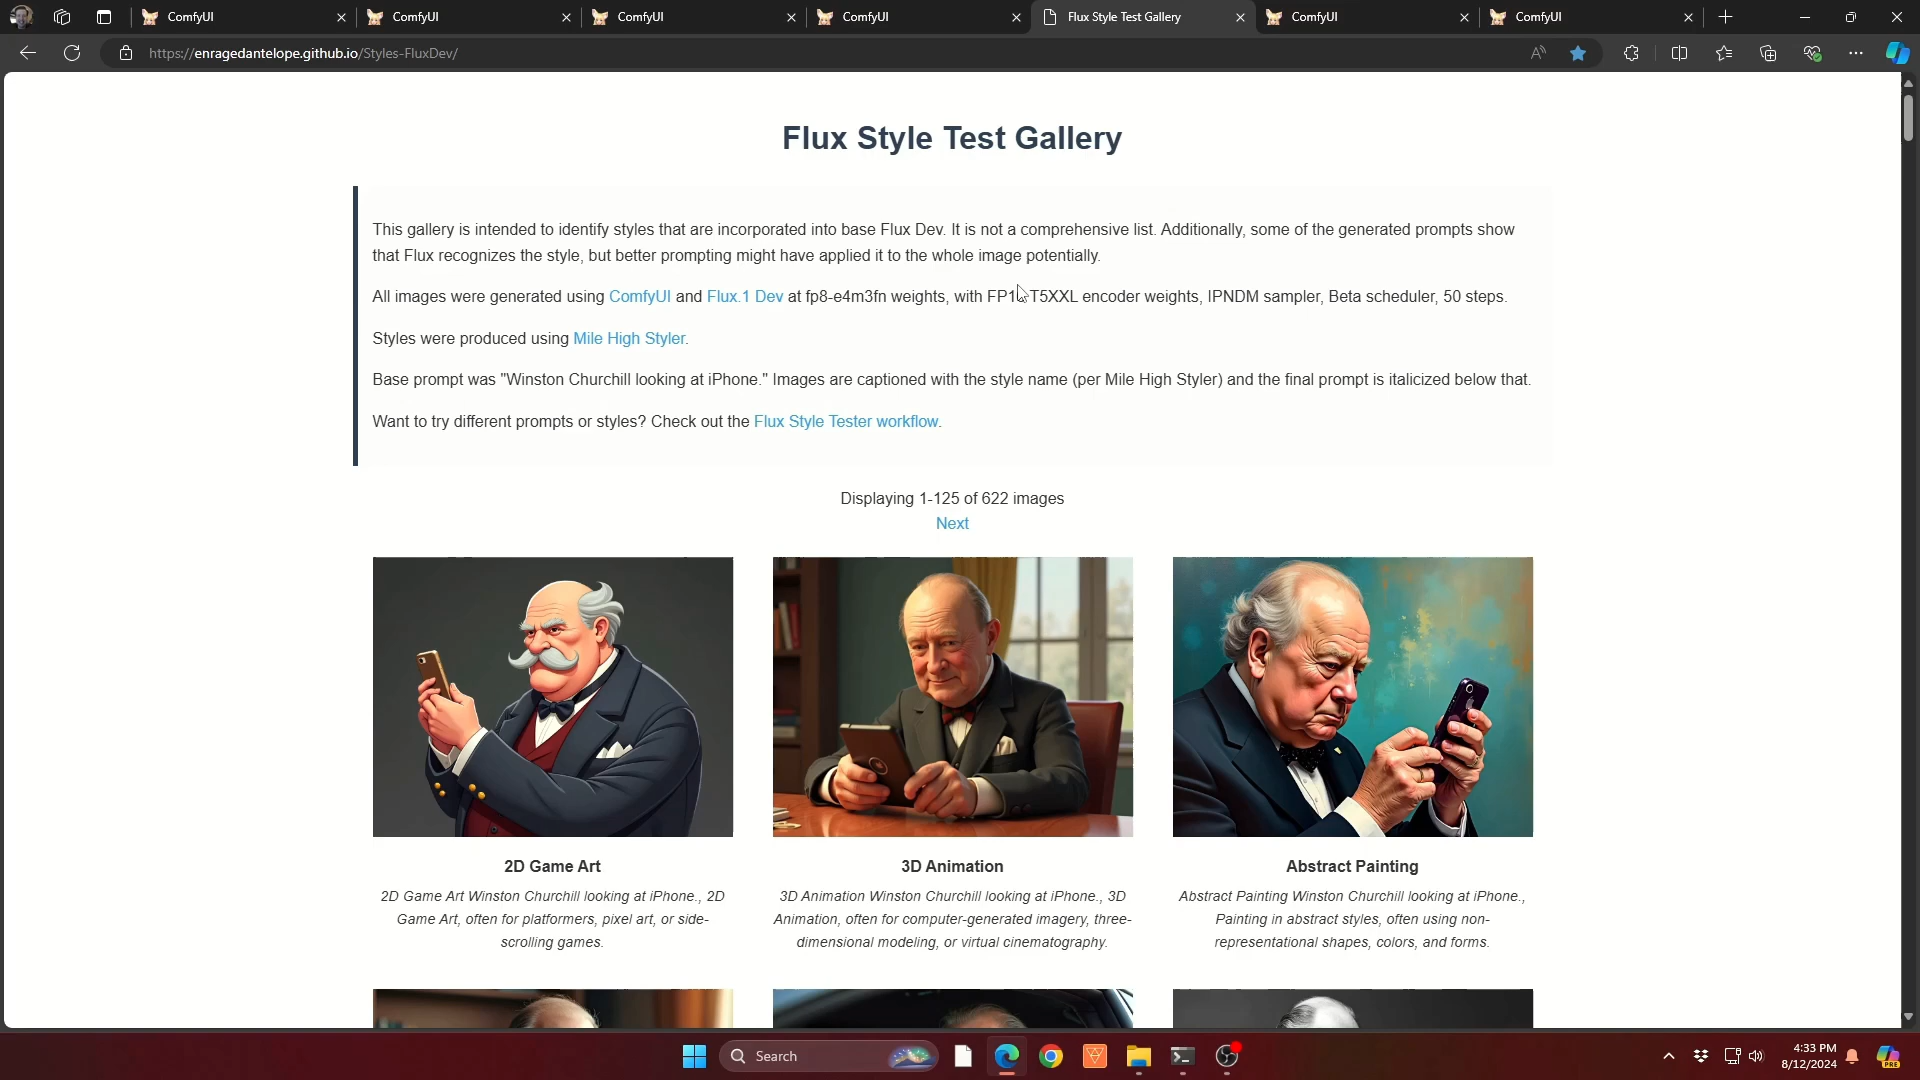 ComfyUI
ComfyUI
ComfyUI
ComfyUI
Flux Style Test Gallery
ComfyUI
ComfyUI
https://enragedantelope.github.io/Styles-FluxDev/
Flux Style Test Gallery
This gallery is intended to identify styles that are incorporated into base Flux Dev. It is not a comprehensive list. Additionally, some of the generated prompts show
that Flux recognizes the style, but better prompting might have applied it to the whole image potentially.
All images were generated using ComfyUI and Flux.1 Dev at fp8-e4m3fn weights, with T5XXL encoder weights, IPNDM sampler, Beta scheduler, 50 steps.
Styles were produced using Mile High Styler.
Base prompt was "Winston Churchill looking at iPhone." Images are captioned with the style name (per Mile High Styler) and the final prompt is italicized below that.
Want to try different prompts or styles? Check out the Flux Style Tester workflow.
Displaying 1-125 of 622 images
Next
2D Game Art
2D Game Art Winston Churchill looking at iPhone., 2D
Game Art, often for platformers, pixel art, or side-
scrolling games.
3D Animation
3D Animation Winston Churchill looking at iPhone., 3D
Animation, often for computer-generated imagery, three-
dimensional modeling, or virtual cinematography.
Abstract Painting
Abstract Painting Winston Churchill looking at iPhone.,
Painting in abstract styles, often using non-
representational shapes, colors, and forms.
Search
4:33 PM
8/12/2024
PRE